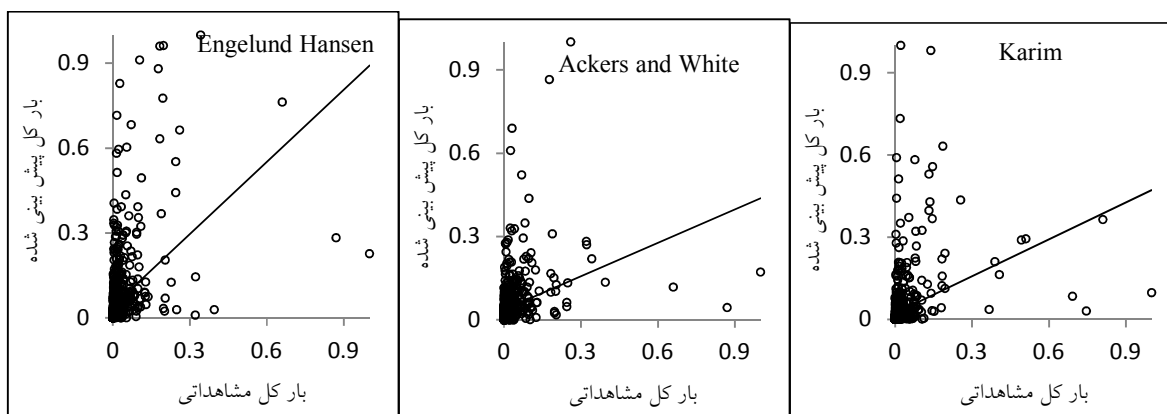 Engelund Hansen
0.9
0.6
0.3
0
0 0.3 0.6 0.9
بار کل پیش بینی شده
بار کل مشاهداتی
Ackers and White
0.9
0.6
0.3
0
0 0.3 0.6 0.9
بار کل پیش بینی شده
بار کل مشاهداتی
Karim
0.9
0.6
0.3
0
0 0.3 0.6 0.9
بار کل پیش بینی شده
بار کل مشاهداتی